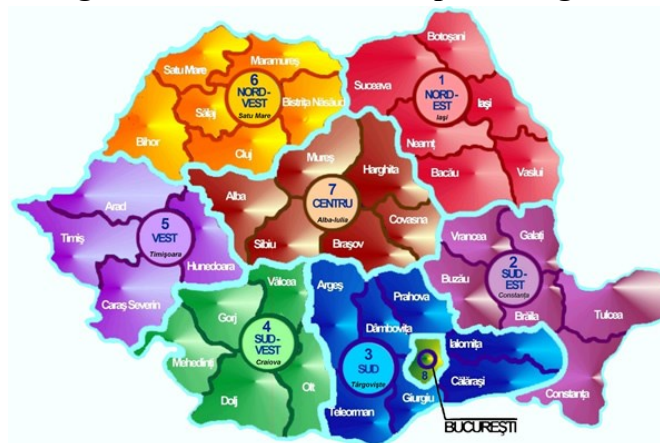 Botoşani
Maramureş
Satu Mare
Suceava
6
NORD-
VEST
Satu Mare
1
NORD-
EST
Iaşi
Iaşi
Sălaj
Bistriţa Năsăud
Bihor
Cluj
Neamţ
Bacău
Vaslui
Mureş
Harghita
Alba
7
CENTRU
Alba-Iulia
Covasna
Sibiu
Braşov
Arad
5
VEST
Timişoara
Timiş
Hunedoara
Caraş Severin
Vrancea
Galaţi
2
SUD-
EST
Constanţa
Buzău
Brăila
Tulcea
Constanţa
Vâlcea
Gorj
4
SUD-
VEST
Craiova
Mehedinţi
Dolj
Olt
Argeş
Prahova
Dâmboviţa
3
SUD
Târgovişte
Ialomiţa
8
Călăraşi
Giurgiu
Teleorman
BUCUREŞTI